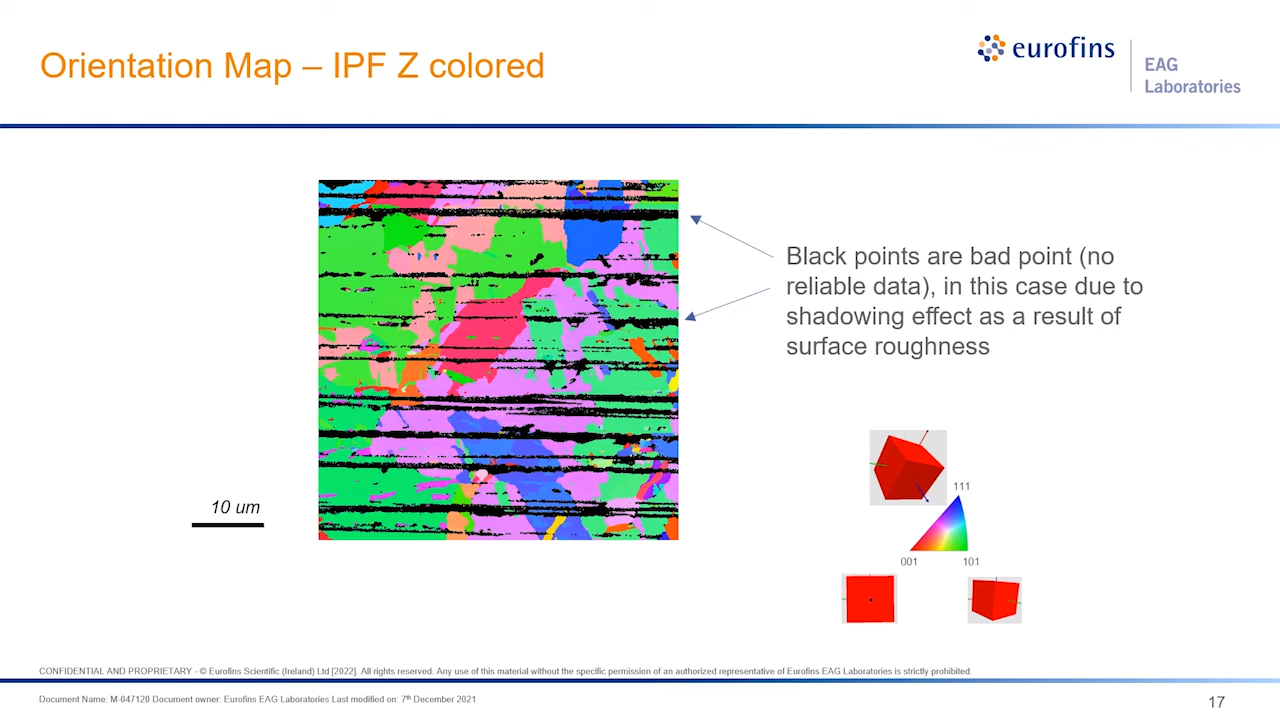 Orientation Map – IPF Z colored
eurofins
EAG
Laboratories
Black points are bad point (no
reliable data), in this case due to
shadowing effect as a result of
surface roughness
10 um
111
001
101
CONFIDENTIAL AND PROPRIETARY - © Eurofins Scientific (Ireland) Ltd [2022]. All rights reserved. Any use of this material without the specific permission of an authorized representative of Eurofins EAG Laboratories is strictly prohibited.
Document Name: M-047120 Document owner: Eurofins EAG Laboratories Last modified on: 7th December 2021
17